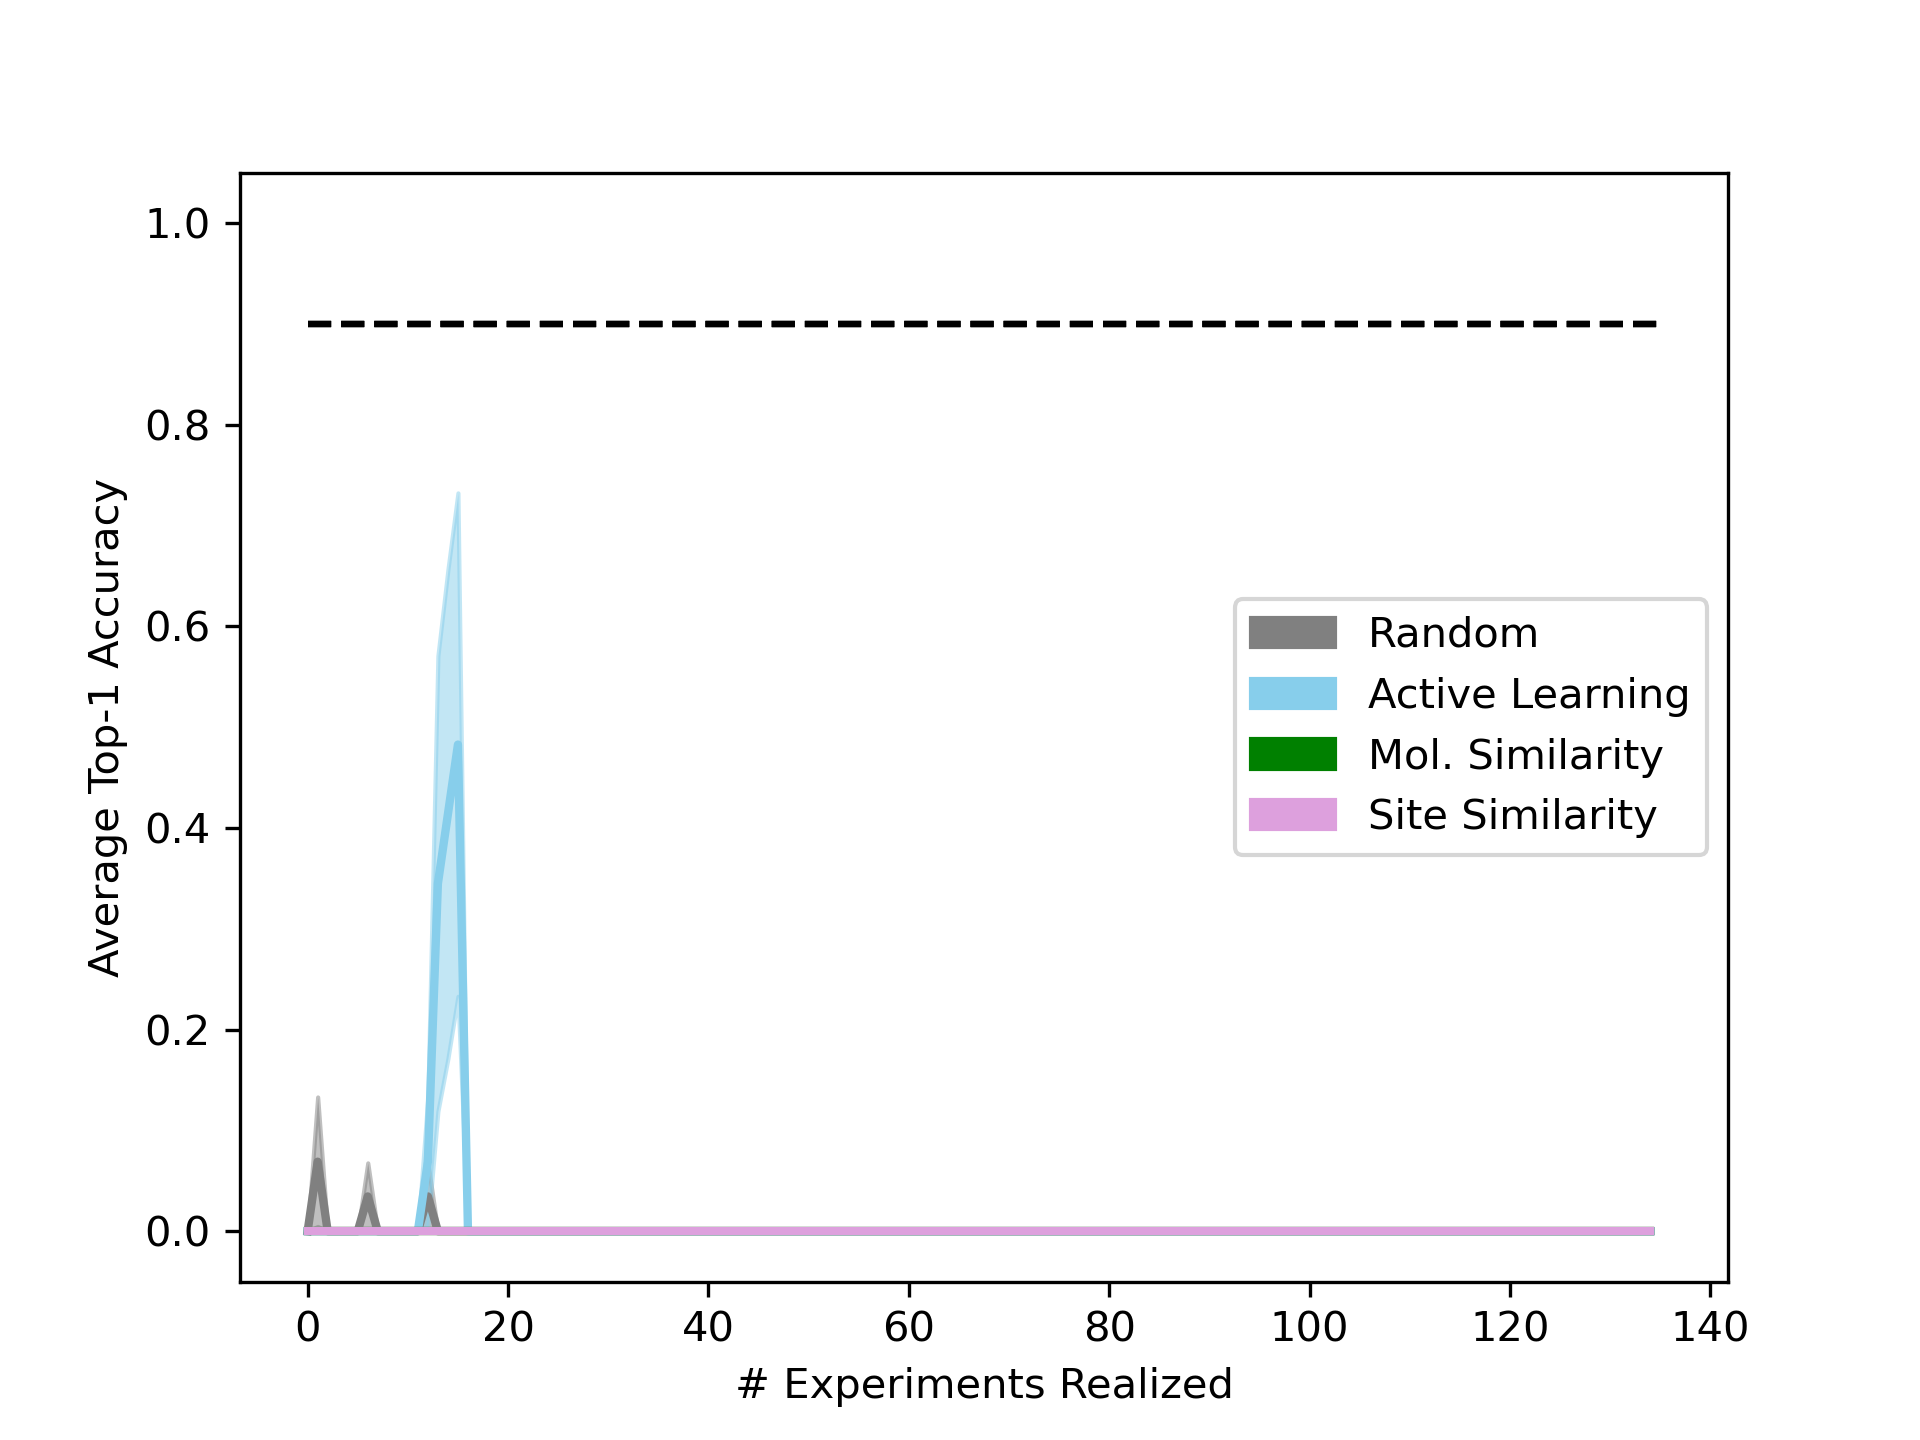 1.0
0.8
0.6
0.4
0.2
0.0
Average Top-1 Accuracy
Random
Active Learning
Mol. Similarity
Site Similarity
0 20 40 60 80 100 120 140
# Experiments Realized